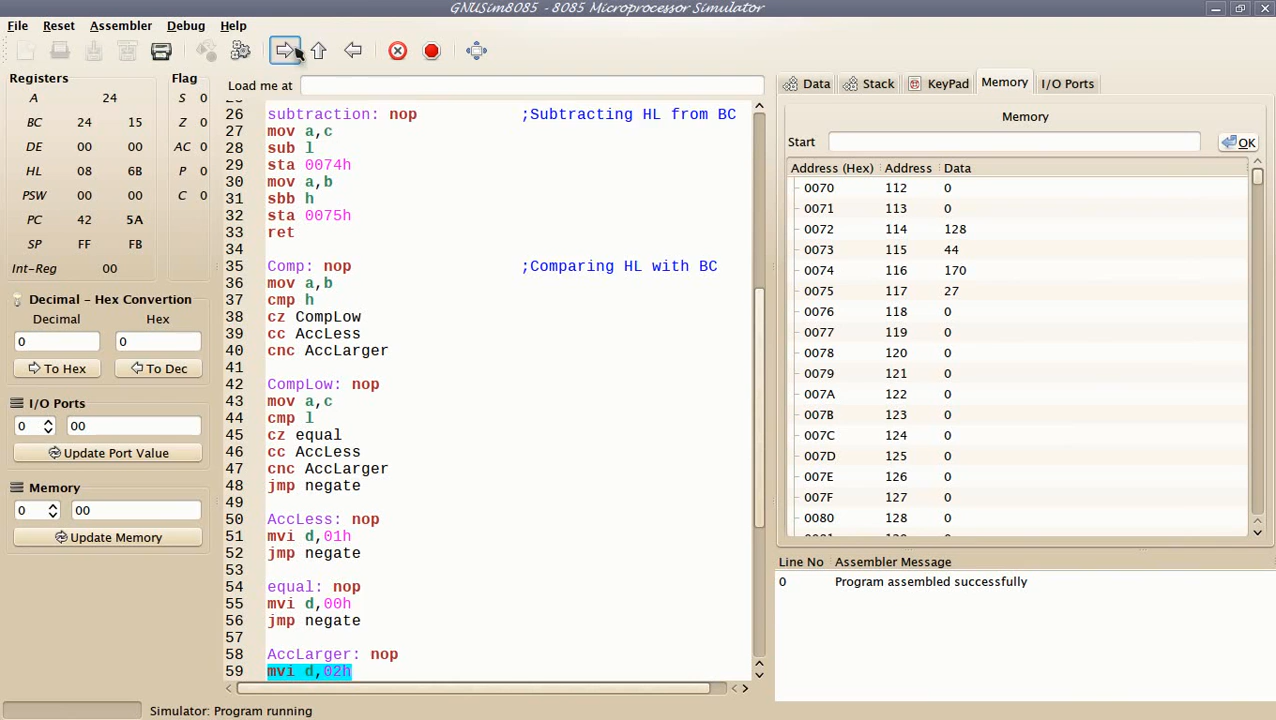 GNUSim8085 - 8085 Microprocessor Simulator
File Reset Assembler Debug Help
Registers Flag
A 24 S 0
BC 24 15 Z 0
DE 00 00 AC 0
HL 08 6B P 0
PSW 00 00 C 0
PC 42 5A
SP FF FB
Int-Reg 00
Decimal - Hex Convertion
Decimal Hex
0 0
To Hex To Dec
I/O Ports
0 00
Update Port Value
Memory
0 00
Update Memory
Load me at
26 subtraction: nop ;Subtracting HL from BC
27 mov a,c
28 sub l
29 sta 0074h
30 mov a,b
31 sbb h
32 sta 0075h
33 ret
34
35 Comp: nop ;Comparing HL with BC
36 mov a,b
37 cmp h
38 cz CompLow
39 cc AccLess
40 cnc AccLarger
41
42 CompLow: nop
43 mov a,c
44 cmp l
45 cz equal
46 cc AccLess
47 cnc AccLarger
48 jmp negate
49
50 AccLess: nop
51 mvi d,01h
52 jmp negate
53
54 equal: nop
55 mvi d,00h
56 jmp negate
57
58 AccLarger: nop
59 mvi d,02h
Data Stack KeyPad Memory I/O Ports
Memory
Start OK
Address (Hex) Address Data
0070 112 0
0071 113 0
0072 114 128
0073 115 44
0074 116 170
0075 117 27
0076 118 0
0077 119 0
0078 120 0
0079 121 0
007A 122 0
007B 123 0
007C 124 0
007D 125 0
007E 126 0
007F 127 0
0080 128 0
Line No Assembler Message
0 Program assembled successfully
Simulator: Program running